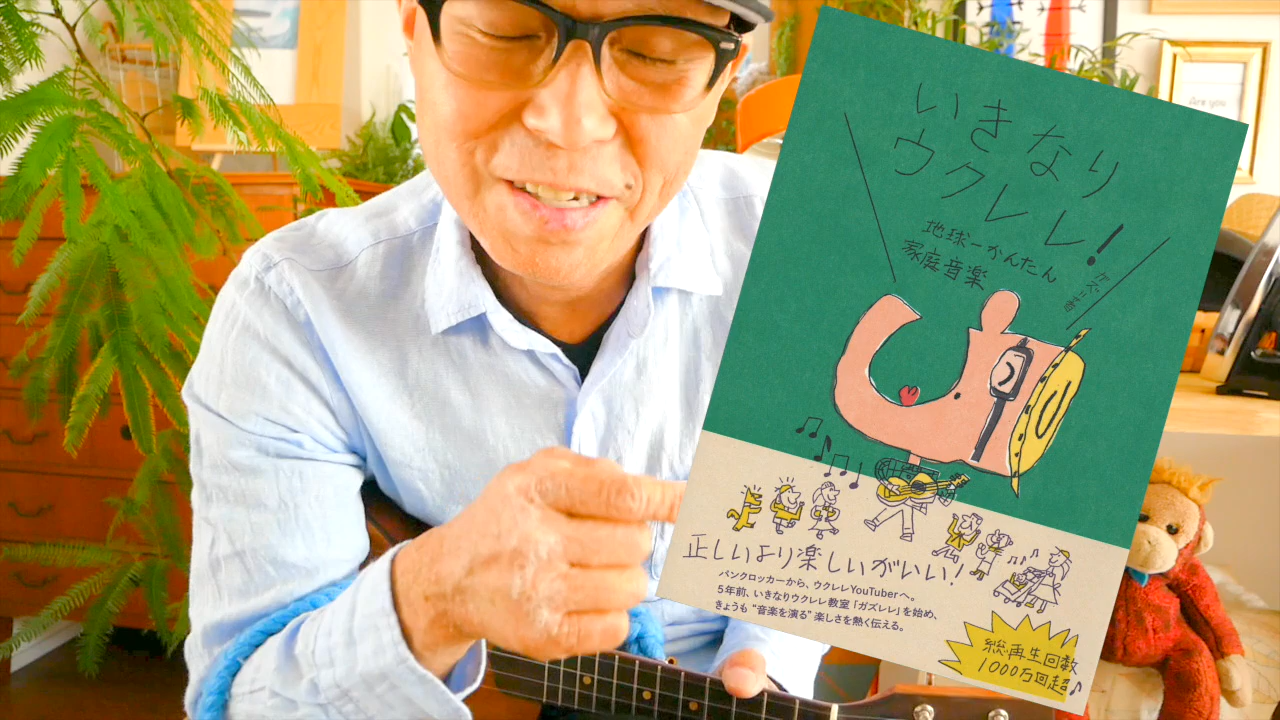 いきなり
ウクレレ!
地球一かんたん
家庭音楽
ガズ 著
正しいより楽しいがいい!
パンクロッカーから、ウクレレYouTuberへ。
5年前、いきなりウクレレ教室「ガズレレ」を始め、
きょうも“音楽を演る”楽しさを熱く伝える。
総再生回数
1000万回超♪
Are you